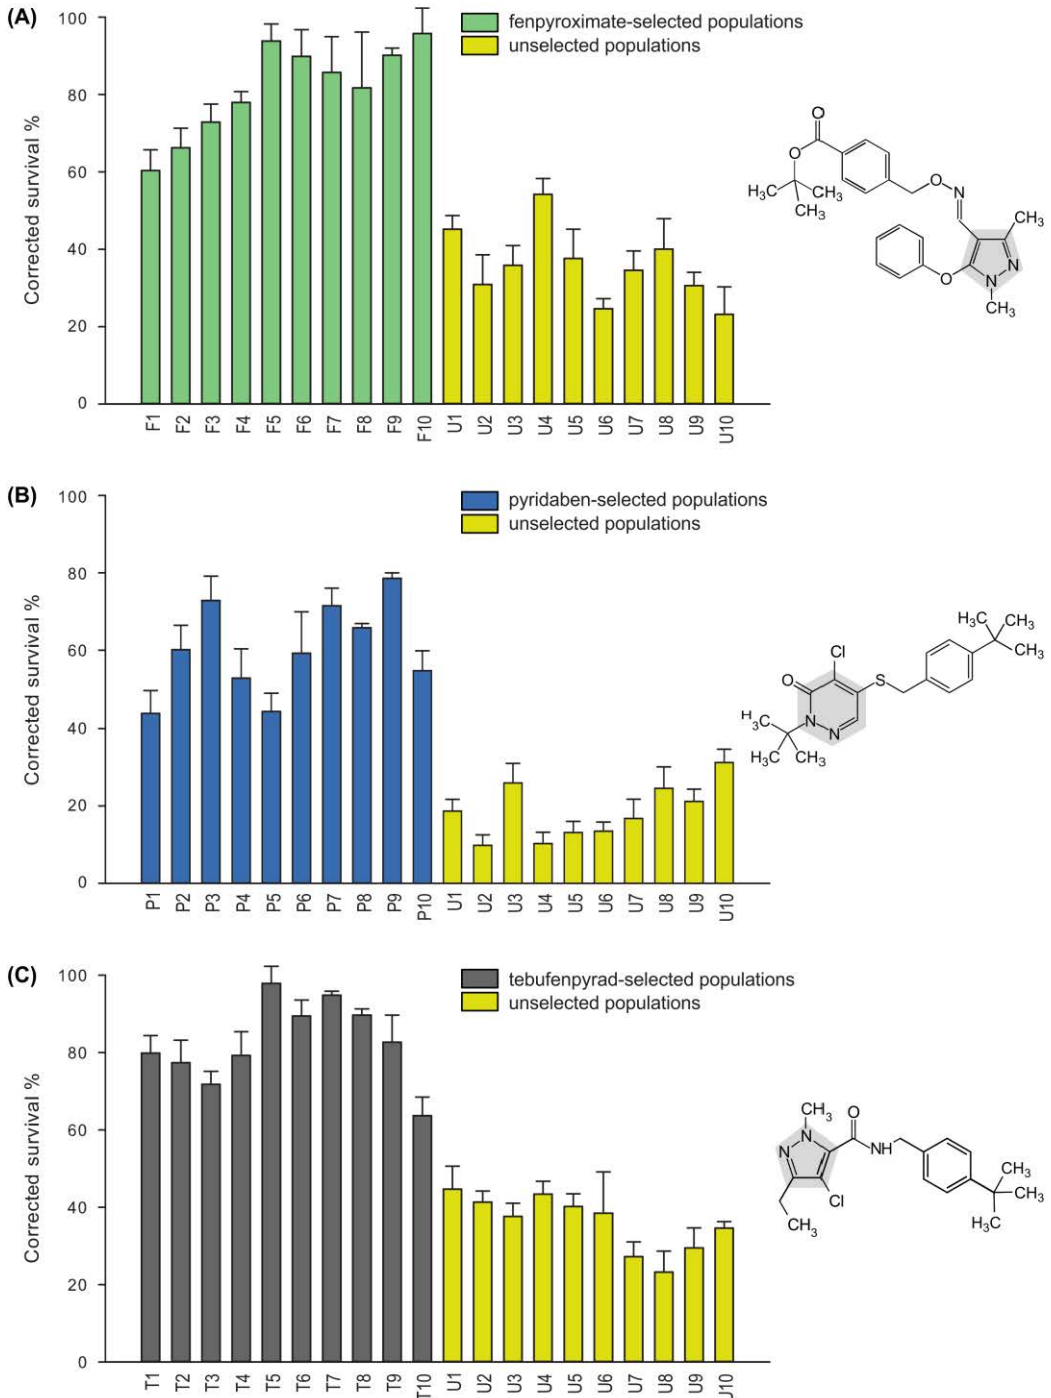 (A)
fenpyroximate-selected populations
unselected populations
Corrected survival %
100
80
60
40
20
0
F1 F2 F3 F4 F5 F6 F7 F8 F9 F10 U1 U2 U3 U4 U5 U6 U7 U8 U9 U10
O
O
O
N
H₃C
CH₃
CH₃
CH₃
O
N
N
CH₃
(B)
pyridaben-selected populations
unselected populations
Corrected survival %
100
80
60
40
20
0
P1 P2 P3 P4 P5 P6 P7 P8 P9 P10 U1 U2 U3 U4 U5 U6 U7 U8 U9 U10
H₃C
CH₃
CH₃
Cl
O
S
N
N
H₃C
H₃C
CH₃
(C)
tebufenpyrad-selected populations
unselected populations
Corrected survival %
100
80
60
40
20
0
T1 T2 T3 T4 T5 T6 T7 T8 T9 T10 U1 U2 U3 U4 U5 U6 U7 U8 U9 U10
CH₃
O
N
N
NH
Cl
CH₃
CH₃
CH₃
H₃C